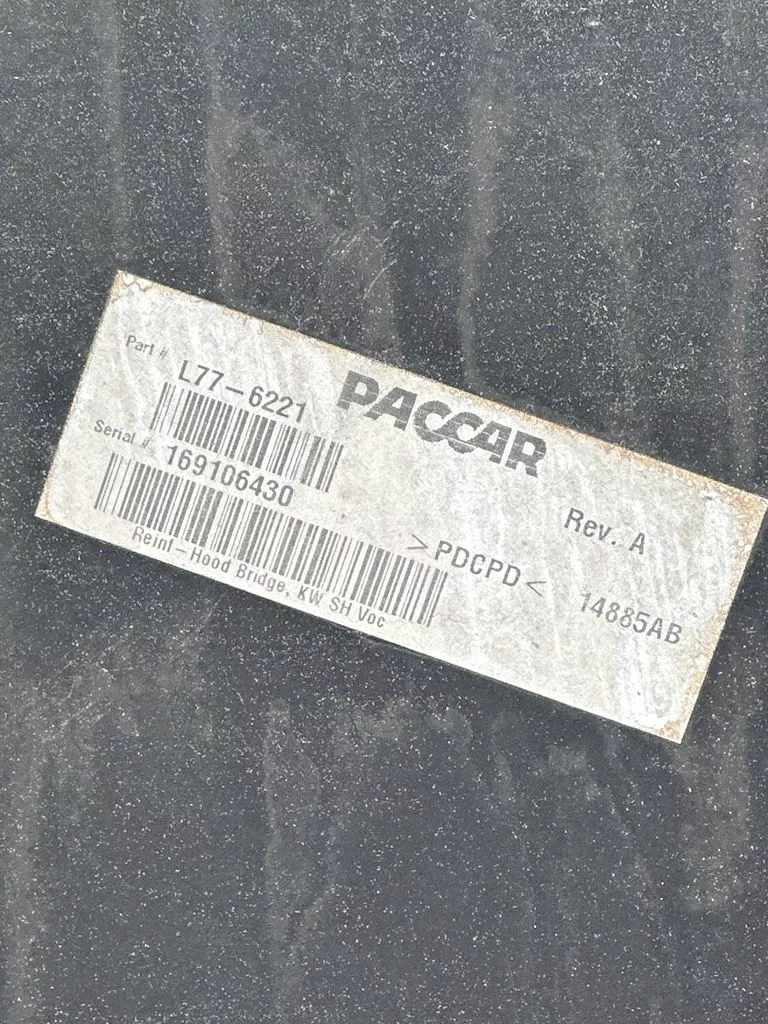 Part # L77-6221
PACCAR
Serial # 169106430
Rev. A
>PDCPD<
14885AB
Reinf-Hood Bridge, KW SH Voc